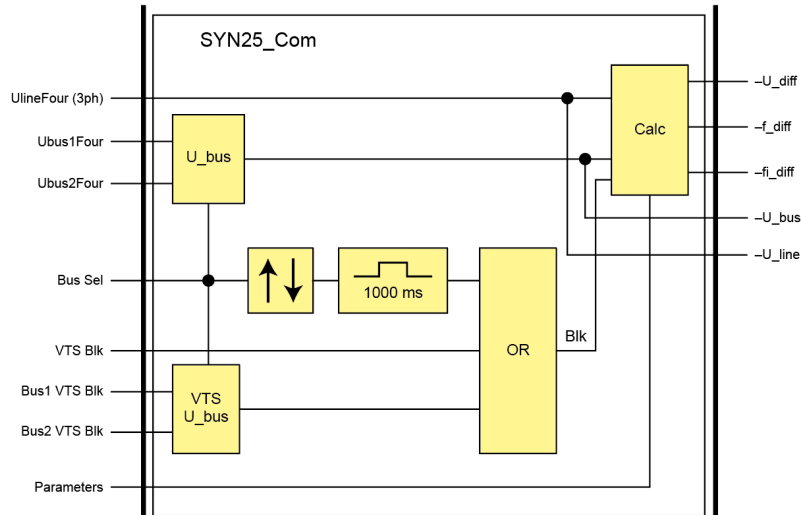 SYN25_Com
UlineFour (3ph)
Ubus1Four
Ubus2Four
Bus Sel
VTS Blk
Bus1 VTS Blk
Bus2 VTS Blk
Parameters
U_bus
1000 ms
VTS
U_bus
OR
Blk
Calc
–U_diff
–f_diff
–fi_diff
–U_bus
–U_line